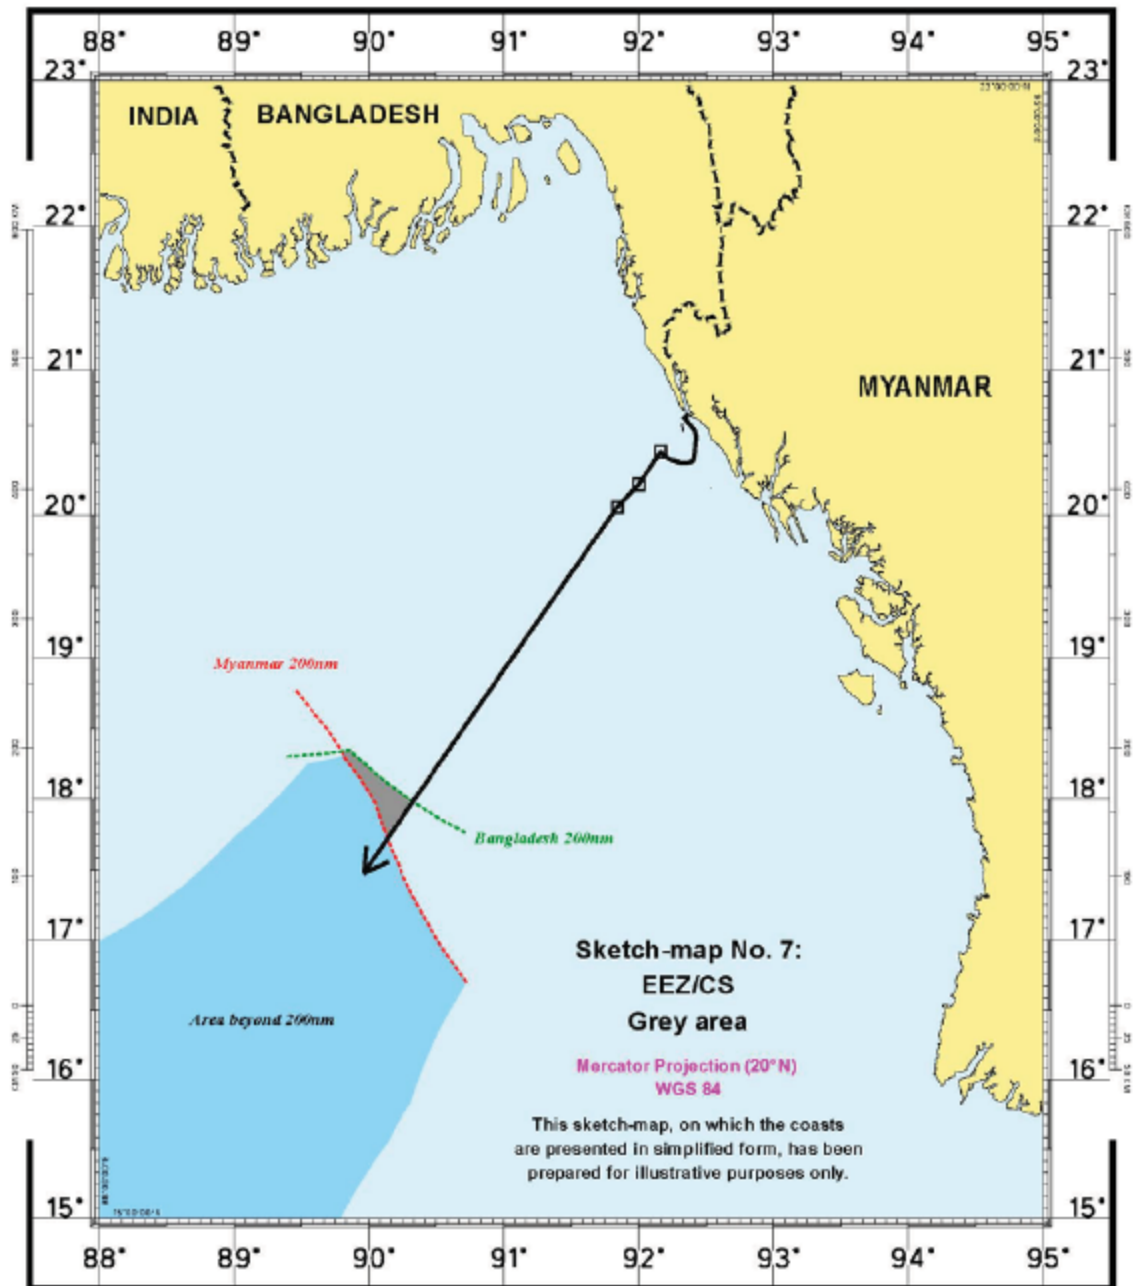 88° 89° 90° 91° 92° 93° 94° 95°
23° 23°
INDIA BANGLADESH
22° 22°
21° 21°
MYANMAR
20° 20°
19° 19°
Myanmar 200nm
18° 18°
Bangladesh 200nm
17° 17°
Sketch-map No. 7:
EEZ/CS
Grey area
Area beyond 200nm
16° 16°
Mercator Projection (20°N)
WGS 84
This sketch-map, on which the coasts
are presented in simplified form, has been
prepared for illustrative purposes only.
15° 15°
88° 89° 90° 91° 92° 93° 94° 95°